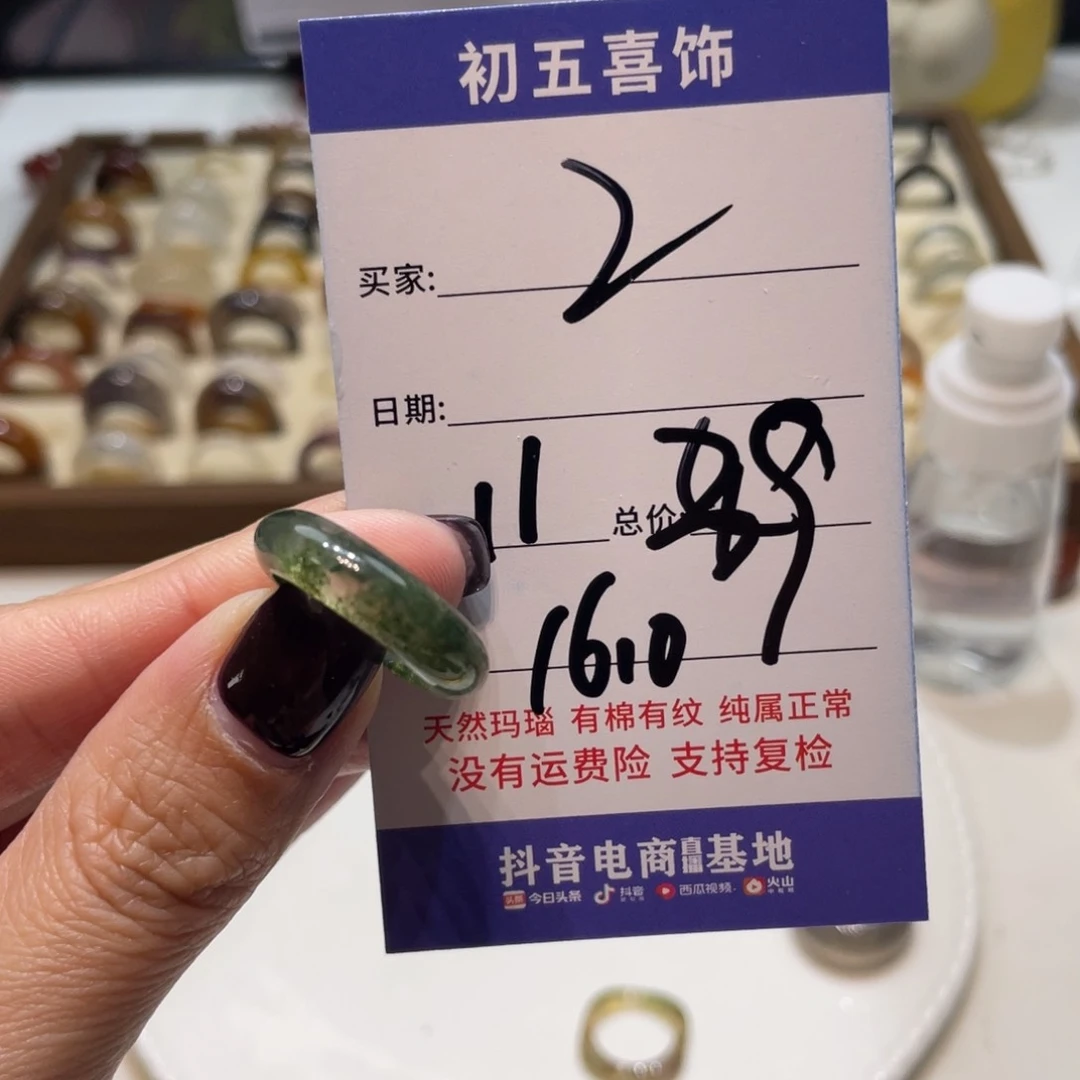 初五喜饰
买家: 2
日期:
11 总价
1610
天然玛瑙 有棉有纹 纯属正常
没有运费险 支持复检
抖音电商直播基地
头条 今日头条 抖音 西瓜视频 火山